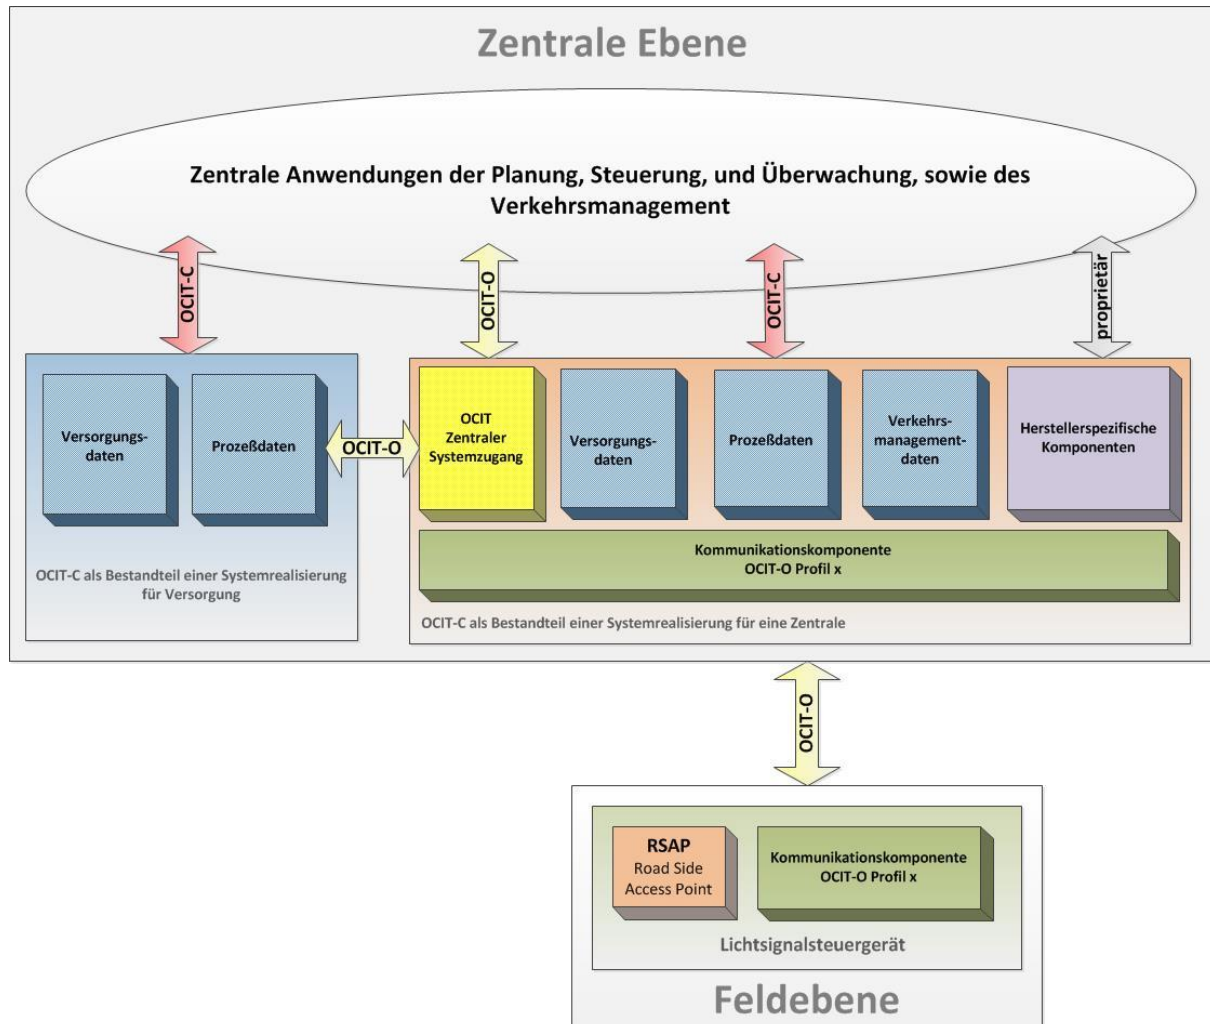 Zentrale Ebene
Zentrale Anwendungen der Planung, Steuerung, und Überwachung, sowie des
Verkehrsmanagement
OCIT-C
OCIT-O
OCIT-C
proprietär
Versorgungs-
daten
Prozeßdaten
OCIT-O
OCIT
Zentraler
Systemzugang
Versorgungs-
daten
Prozeßdaten
Verkehrs-
management-
daten
Herstellerspezifische
Komponenten
Kommunikationskomponente
OCIT-O Profil x
OCIT-C als Bestandteil einer Systemrealisierung
für Versorgung
OCIT-C als Bestandteil einer Systemrealisierung für eine Zentrale
OCIT-O
RSAP
Road Side
Access Point
Kommunikationskomponente
OCIT-O Profil x
Lichtsignalsteuergerät
Feldebene